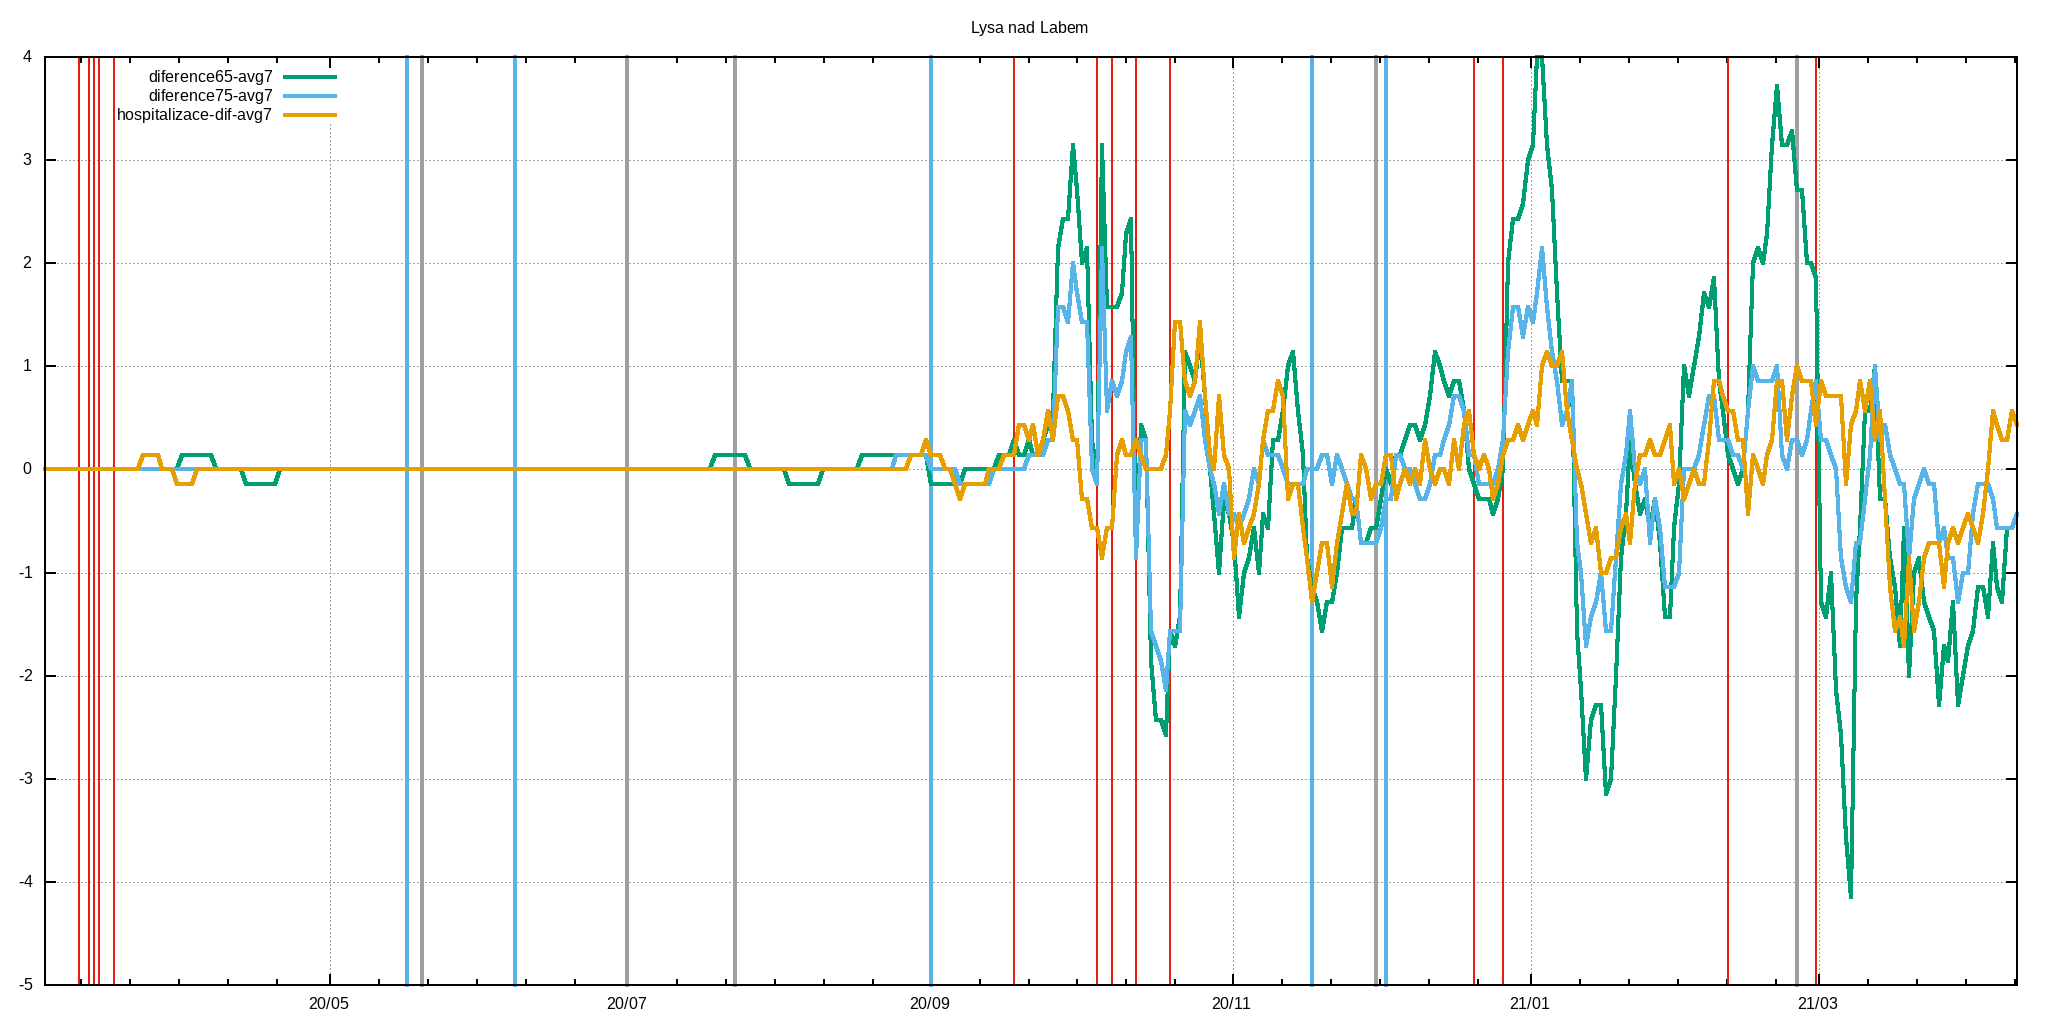 Lysa nad Labem
diference65-avg7
diference75-avg7
hospitalizace-dif-avg7
4
3
2
1
0
-1
-2
-3
-4
-5
20/05 20/07 20/09 20/11 21/01 21/03